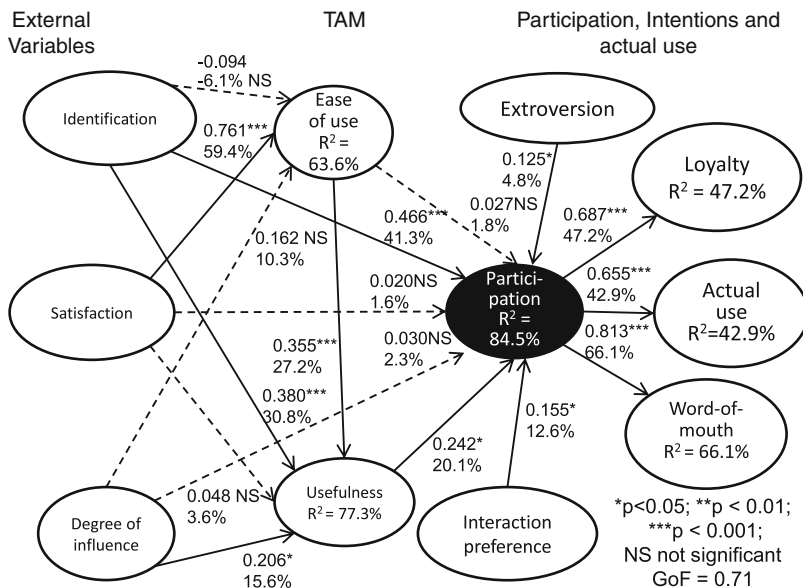 External
Variables
TAM
Participation, Intentions and
actual use
-0.094
-6.1% NS
Identification
Ease
of use
R² =
63.6%
Extroversion
0.761***
59.4%
0.125*
4.8%
Loyalty
R² = 47.2%
0.027NS
1.8%
0.466***
41.3%
0.687***
47.2%
0.162 NS
10.3%
0.020NS
1.6%
Satisfaction
Partici-
pation
R² =
84.5%
0.655***
42.9%
Actual
use
R²=42.9%
0.030NS
2.3%
0.813***
66.1%
0.355***
27.2%
0.380***
30.8%
0.155*
12.6%
Word-of-
mouth
R² = 66.1%
0.242*
20.1%
0.048 NS
3.6%
Usefulness
R² = 77.3%
Degree of
influence
0.206*
15.6%
Interaction
preference
*p<0.05; **p < 0.01;
***p < 0.001;
NS not significant
GoF = 0.71